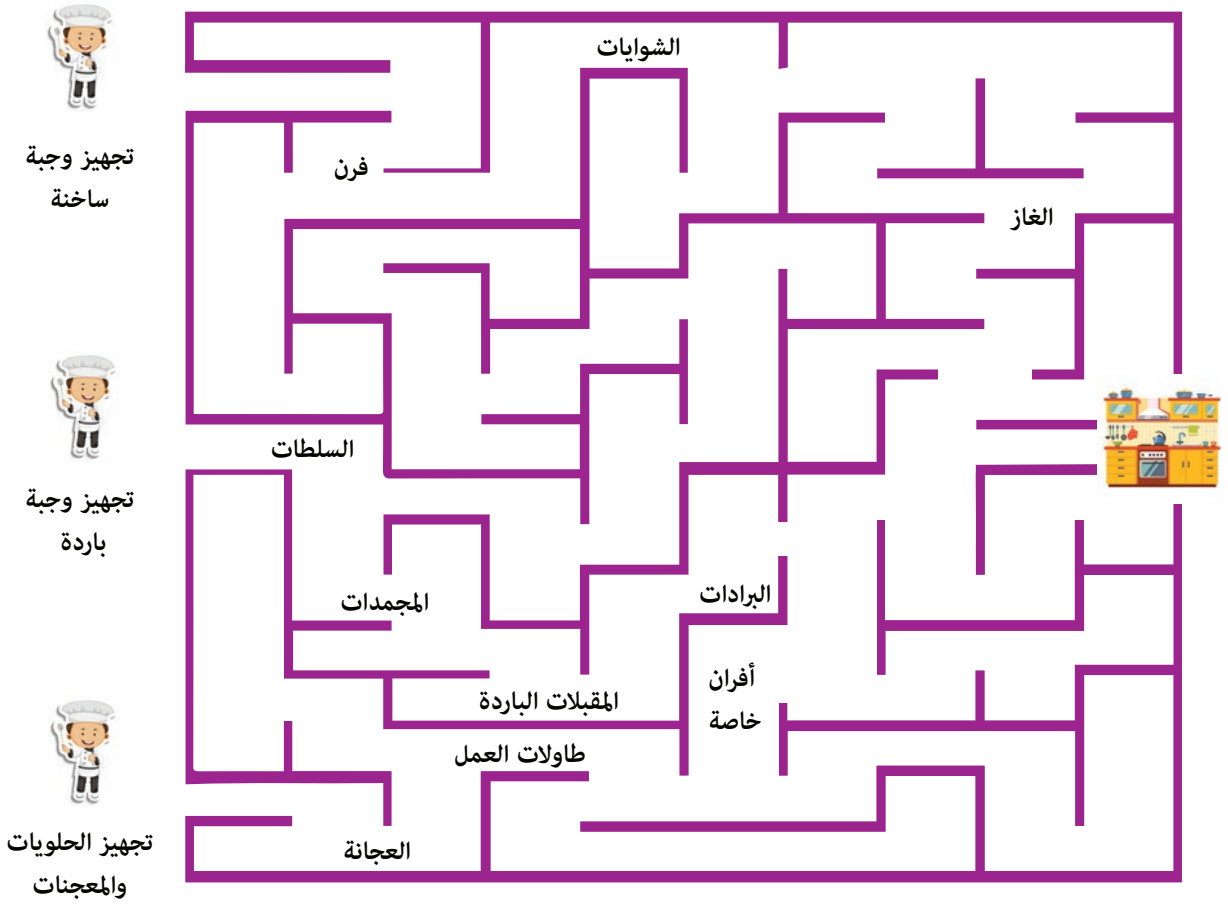 الشوايات
تجهيز وجبة
ساخنة
فرن
الغاز
السلطات
تجهيز وجبة
باردة
المجمدات
البرادات
أفران
خاصة
المقبلات الباردة
طاولات العمل
العجانة
تجهيز الحلويات
والمعجنات